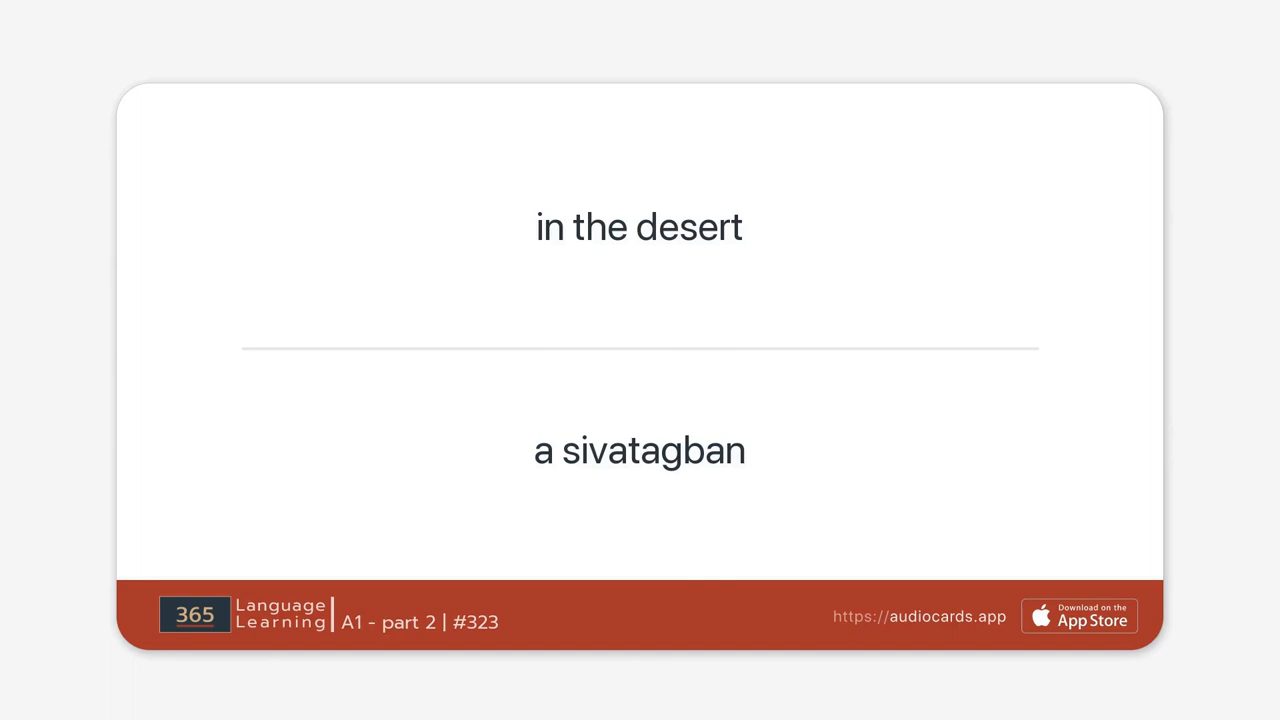 in the desert
a sivatagban
365
Language
Learning
A1 - part 2 | #323
https://audiocards.app
Download on the
App Store